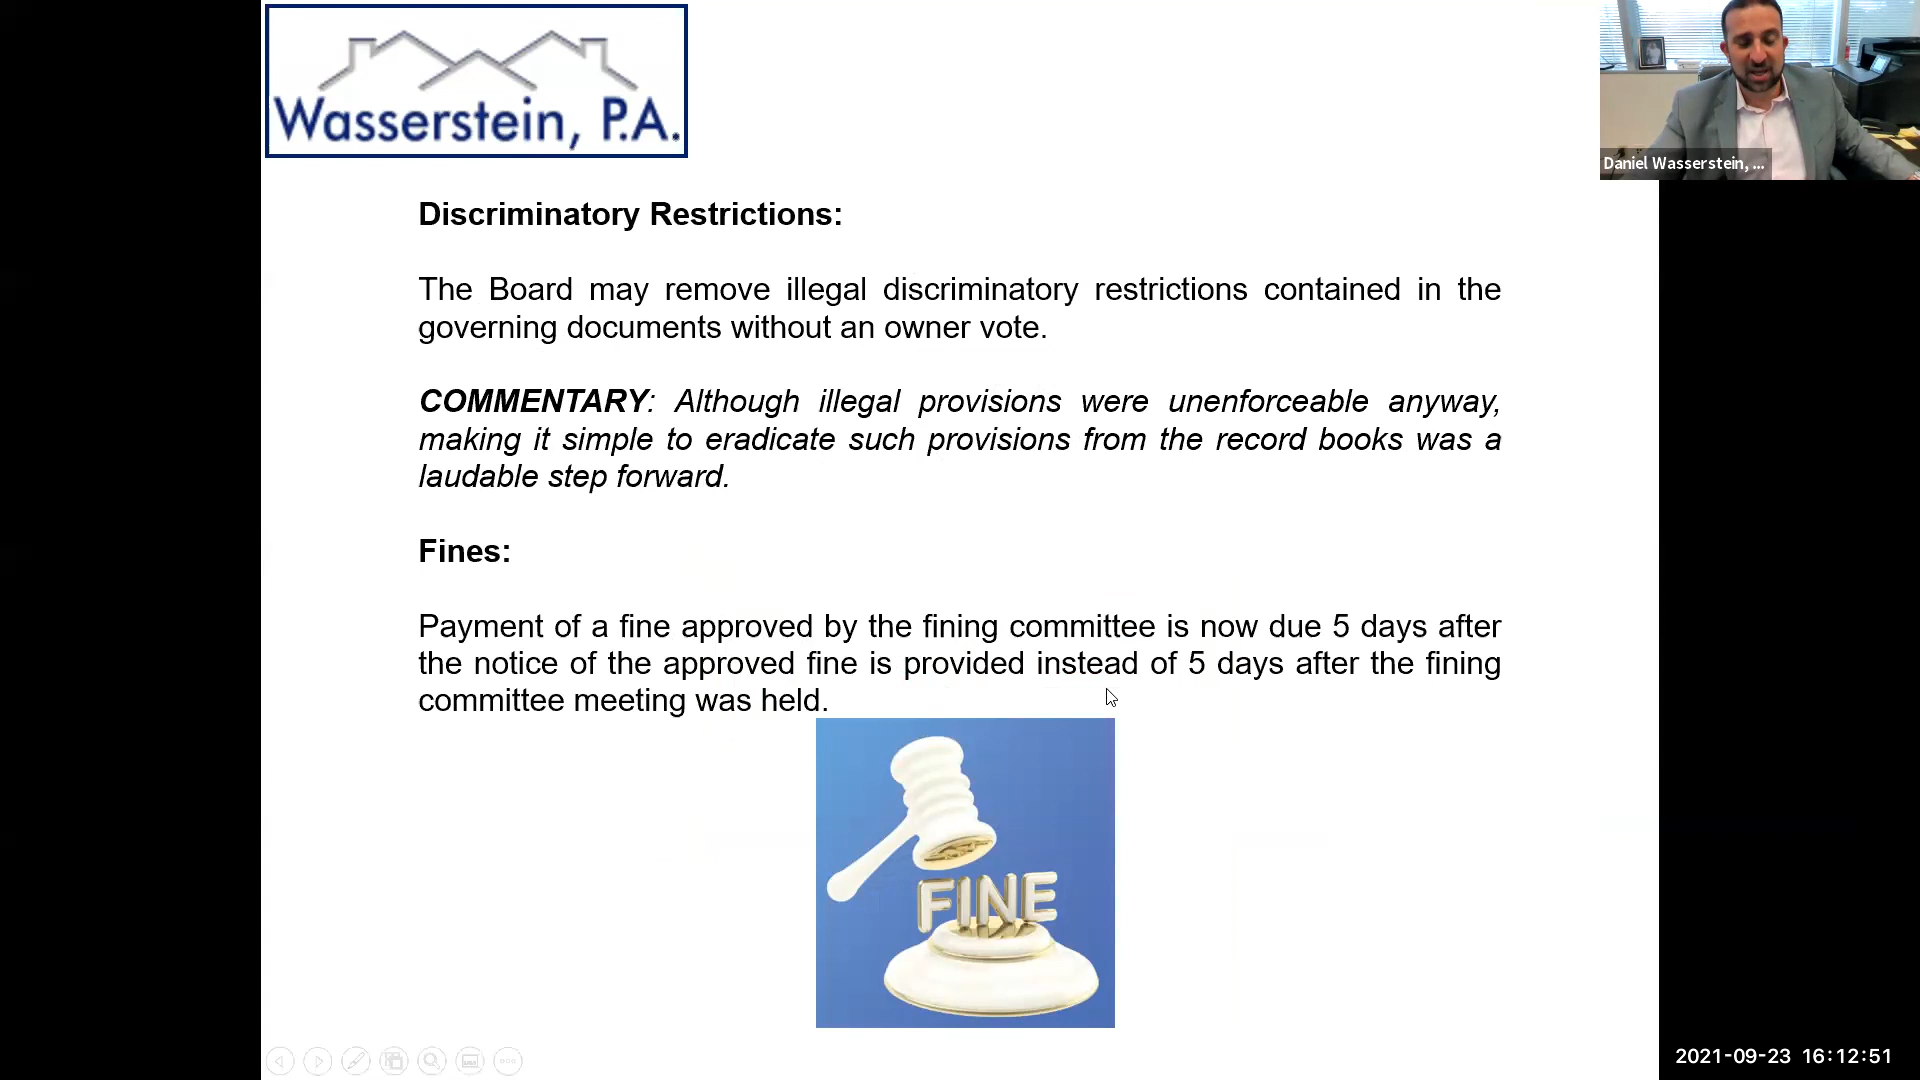 Wasserstein, P.A.
Daniel Wasserstein, ...
Discriminatory Restrictions:
The Board may remove illegal discriminatory restrictions contained in the
governing documents without an owner vote.
COMMENTARY: Although illegal provisions were unenforceable anyway,
making it simple to eradicate such provisions from the record books was a
laudable step forward.
Fines:
Payment of a fine approved by the fining committee is now due 5 days after
the notice of the approved fine is provided instead of 5 days after the fining
committee meeting was held.
FINE
2021-09-23 16:12:51